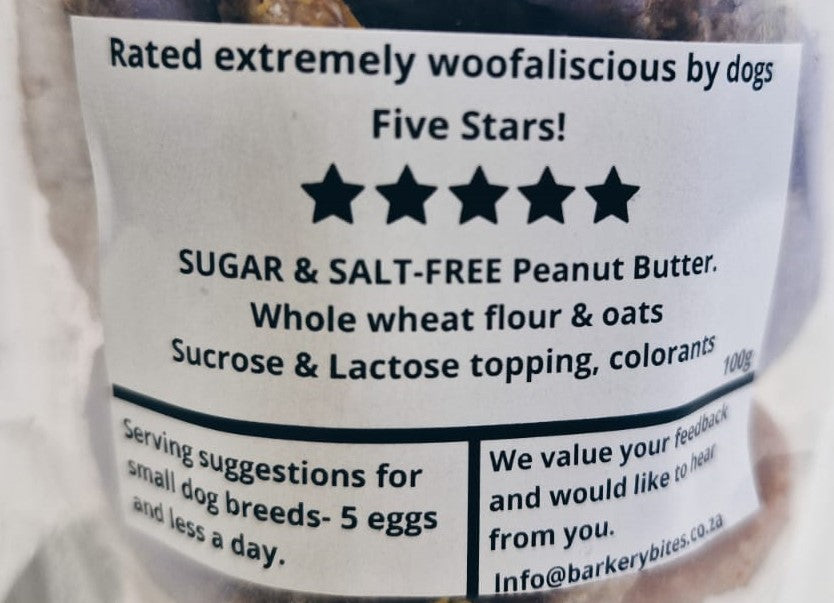 Rated extremely woofaliscious by dogs
Five Stars!
SUGAR & SALT-FREE Peanut Butter.
Whole wheat flour & oats
Sucrose & Lactose topping, colorants
100g
Serving suggestions for
small dog breeds- 5 eggs
and less a day.
We value your feedback
and would like to hear
from you.
Info@barkerybites.co.za